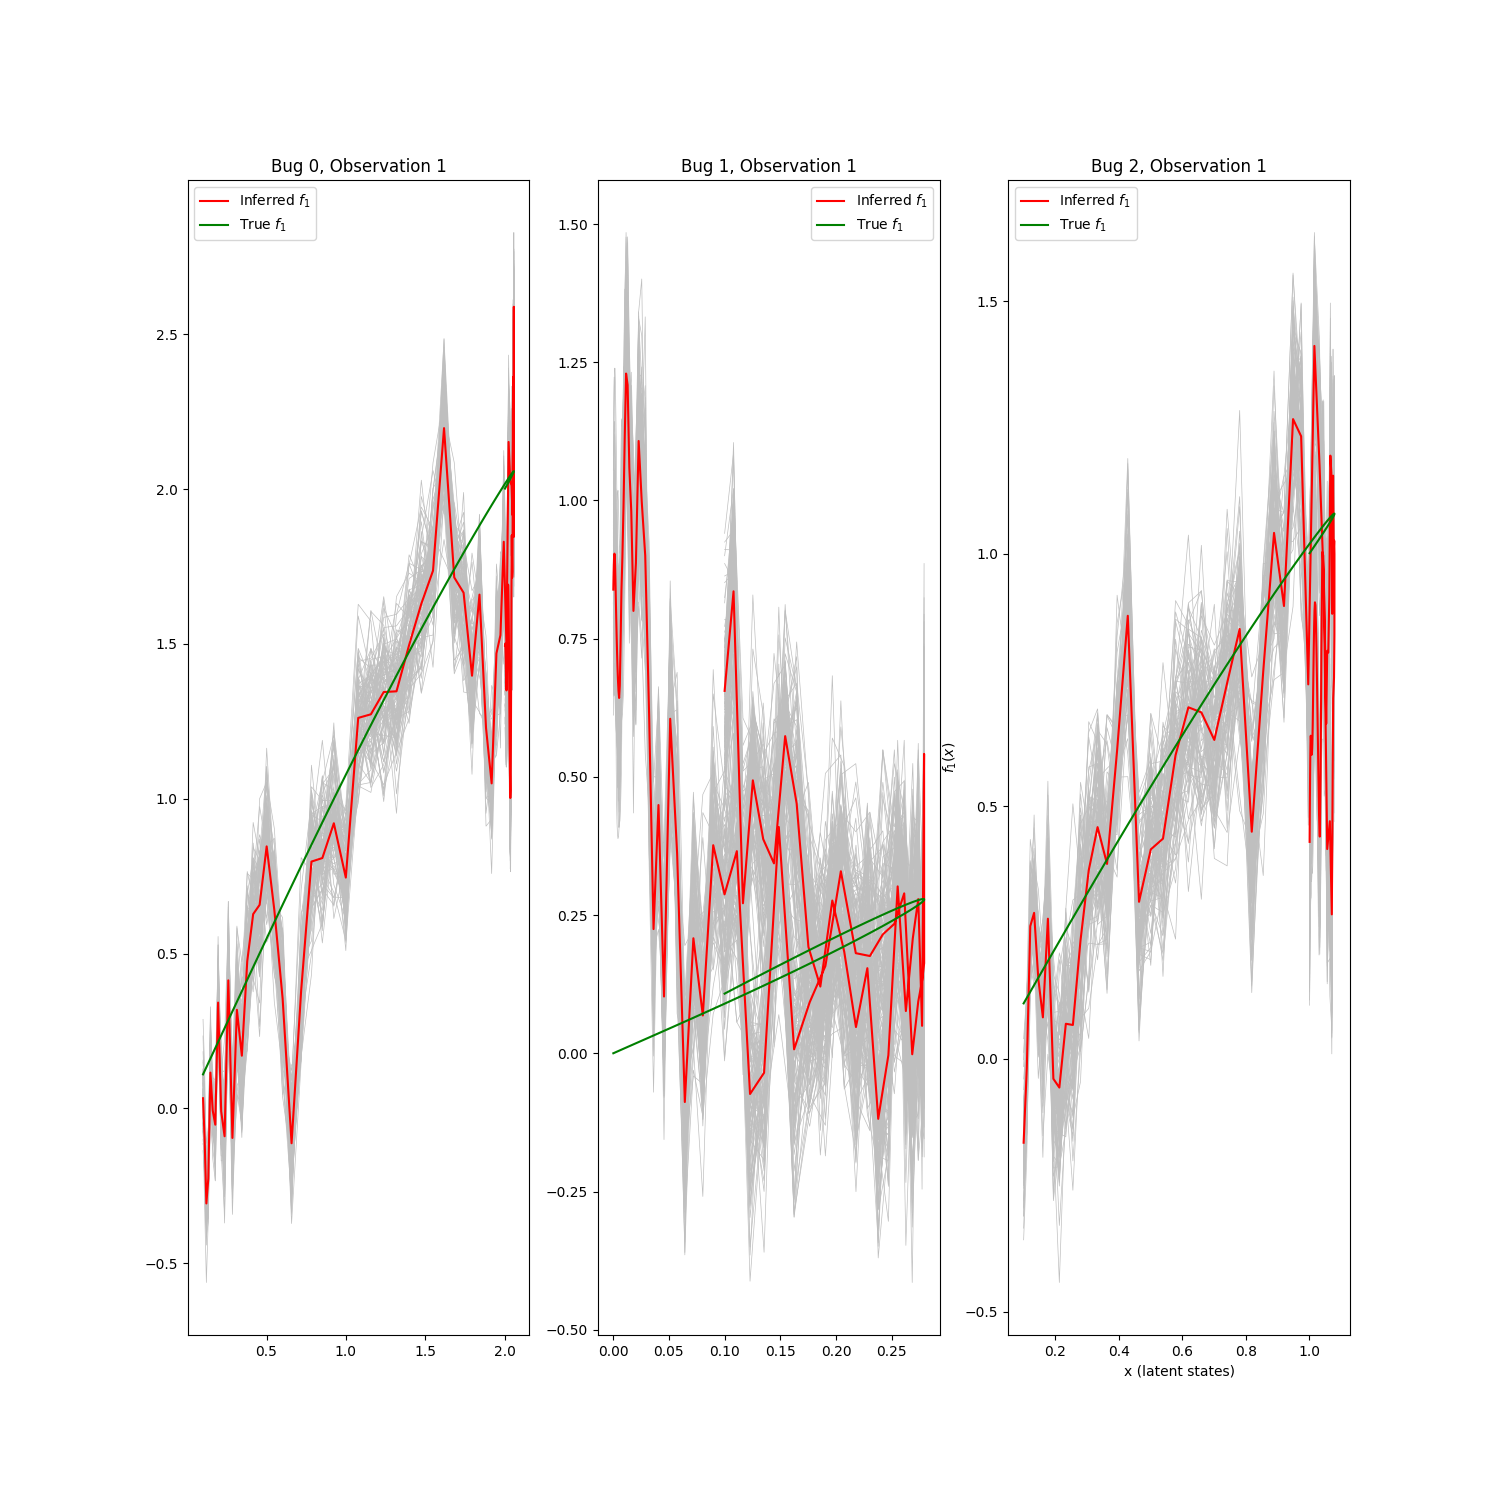 Bug 0, Observation 1
Inferred f₁
True f₁
2.5
2.0
1.5
1.0
0.5
0.0
−0.5
0.5 1.0 1.5 2.0
Bug 1, Observation 1
Inferred f₁
True f₁
1.50
1.25
1.00
0.75
0.50
0.25
0.00
−0.25
−0.50
0.00 0.05 0.10 0.15 0.20 0.25
Bug 2, Observation 1
Inferred f₁
True f₁
f₁(x)
1.5
1.0
0.5
0.0
−0.5
0.2 0.4 0.6 0.8 1.0
x (latent states)